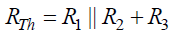 R_Th = R_1 || R_2 + R_3